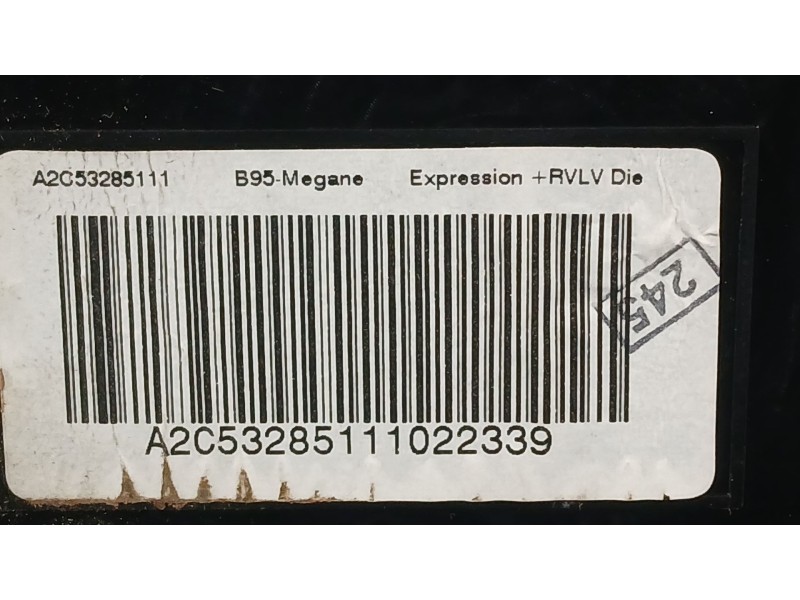 A2C53285111 B95-Megane Expression +RVLV Die
245
A2C53285111022339